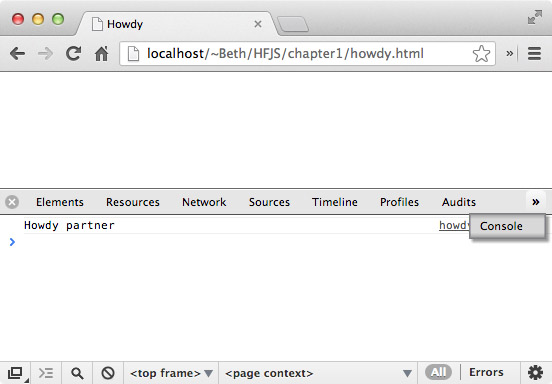 Howdy
localhost/~Beth/HFJS/chapter1/howdy.html
»
Elements Resources Network Sources Timeline Profiles Audits »
Howdy partner howdy
Console
<top frame> <page context> All Errors